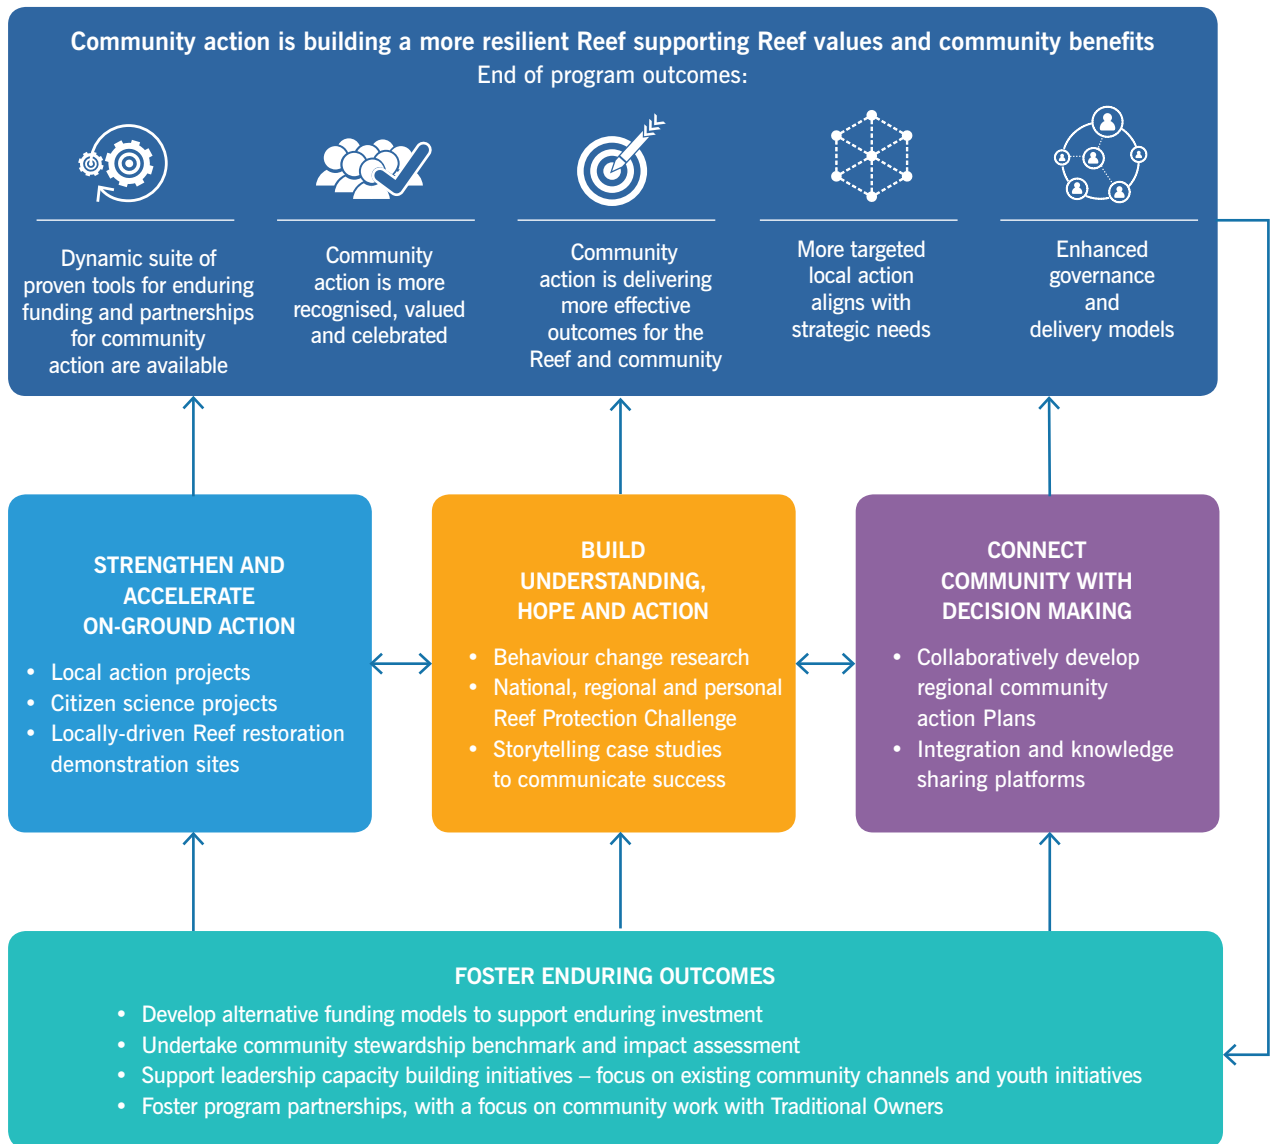 Community action is building a more resilient Reef supporting Reef values and community benefits
End of program outcomes:
Dynamic suite of
proven tools for enduring
funding and partnerships
for community
action are available
Community
action is more
recognised, valued
and celebrated
Community
action is delivering
more effective
outcomes for the
Reef and community
More targeted
local action
aligns with
strategic needs
Enhanced
governance
and
delivery models
STRENGTHEN AND
ACCELERATE
ON-GROUND ACTION
• Local action projects
• Citizen science projects
• Locally-driven Reef restoration
demonstration sites
BUILD
UNDERSTANDING,
HOPE AND ACTION
• Behaviour change research
• National, regional and personal
Reef Protection Challenge
• Storytelling case studies
to communicate success
CONNECT
COMMUNITY WITH
DECISION MAKING
• Collaboratively develop
regional community
action Plans
• Integration and knowledge
sharing platforms
FOSTER ENDURING OUTCOMES
• Develop alternative funding models to support enduring investment
• Undertake community stewardship benchmark and impact assessment
• Support leadership capacity building initiatives – focus on existing community channels and youth initiatives
• Foster program partnerships, with a focus on community work with Traditional Owners